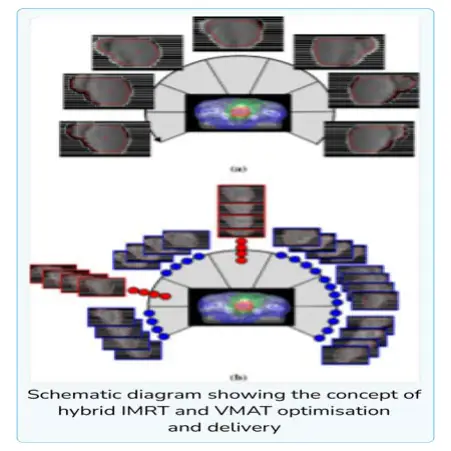 (a)
(b)
Schematic diagram showing the concept of
hybrid IMRT and VMAT optimisation
and delivery